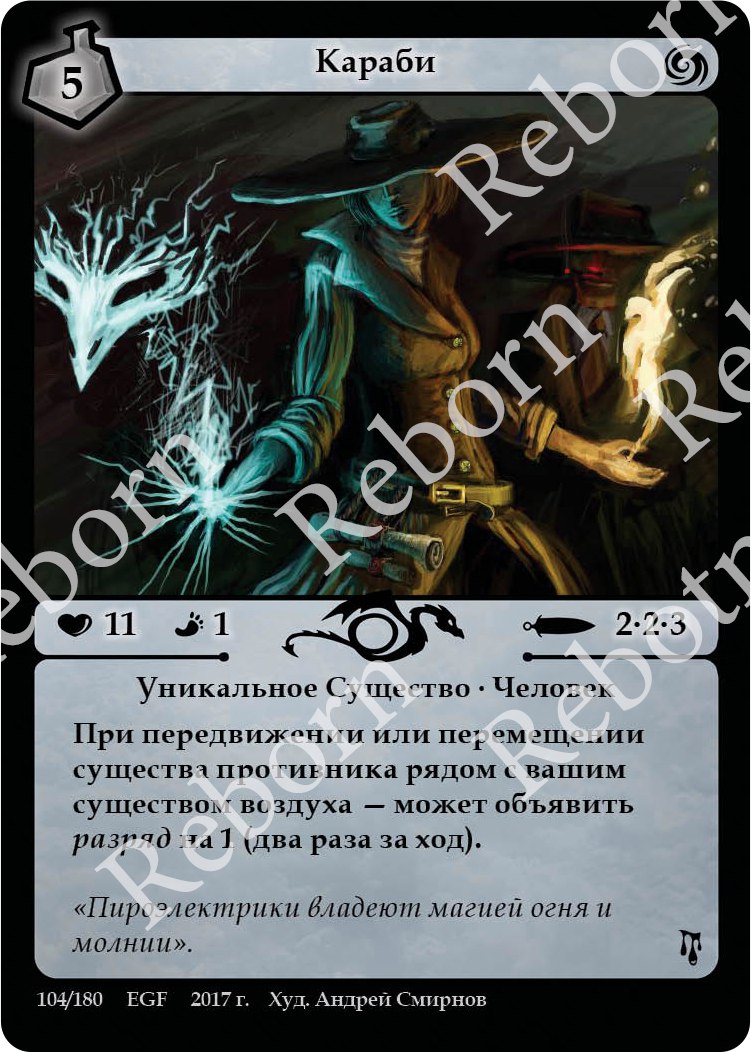 5
Караби
11
1
2·2·3
Уникальное Существо · Человек
При передвижении или перемещении
существа противника рядом с вашим
существом воздуха — может объявить
разряд на 1 (два раза за ход).
«Пироэлектрики владеют магией огня и
молнии».
104/180 EGF 2017 г. Худ. Андрей Смирнов
Reborn
Reborn
Reborn
Reborn
Reborn